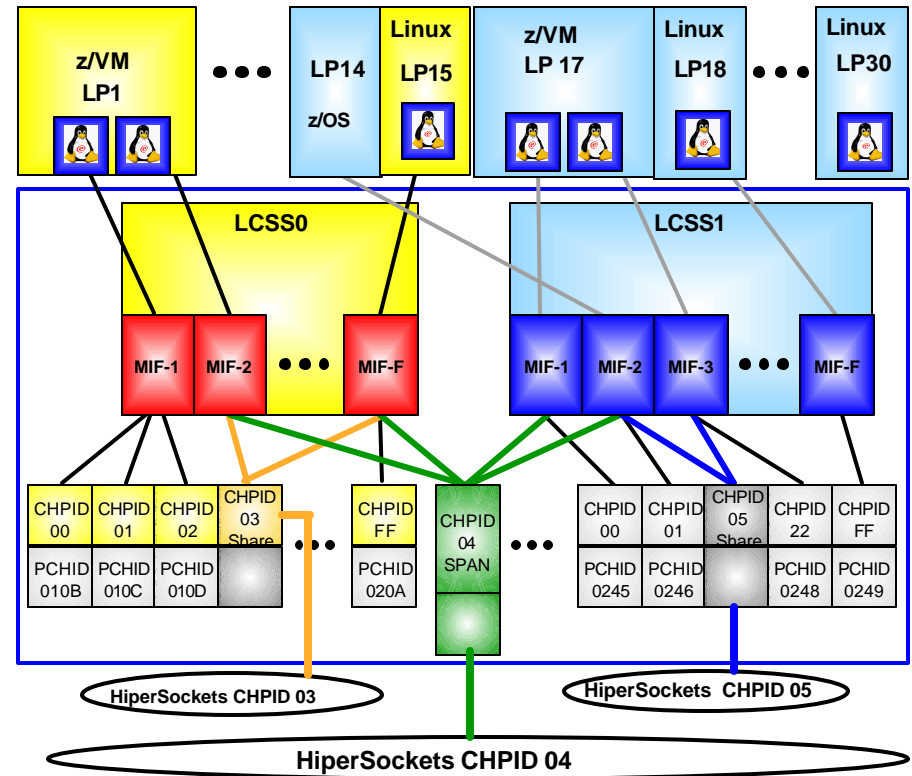 z/VM
LP1
LP14
z/OS
Linux
LP15
z/VM
LP 17
Linux
LP18
Linux
LP30
LCSS0
LCSS1
MIF-1
MIF-2
MIF-F
MIF-1
MIF-2
MIF-3
MIF-F
CHPID
00
CHPID
01
CHPID
02
CHPID
03
Share
CHPID
FF
CHPID
04
SPAN
CHPID
00
CHPID
01
CHPID
05
Share
CHPID
22
CHPID
FF
PCHID
010B
PCHID
010C
PCHID
010D
PCHID
020A
PCHID
0245
PCHID
0246
PCHID
0248
PCHID
0249
HiperSockets CHPID 03
HiperSockets CHPID 05
HiperSockets CHPID 04